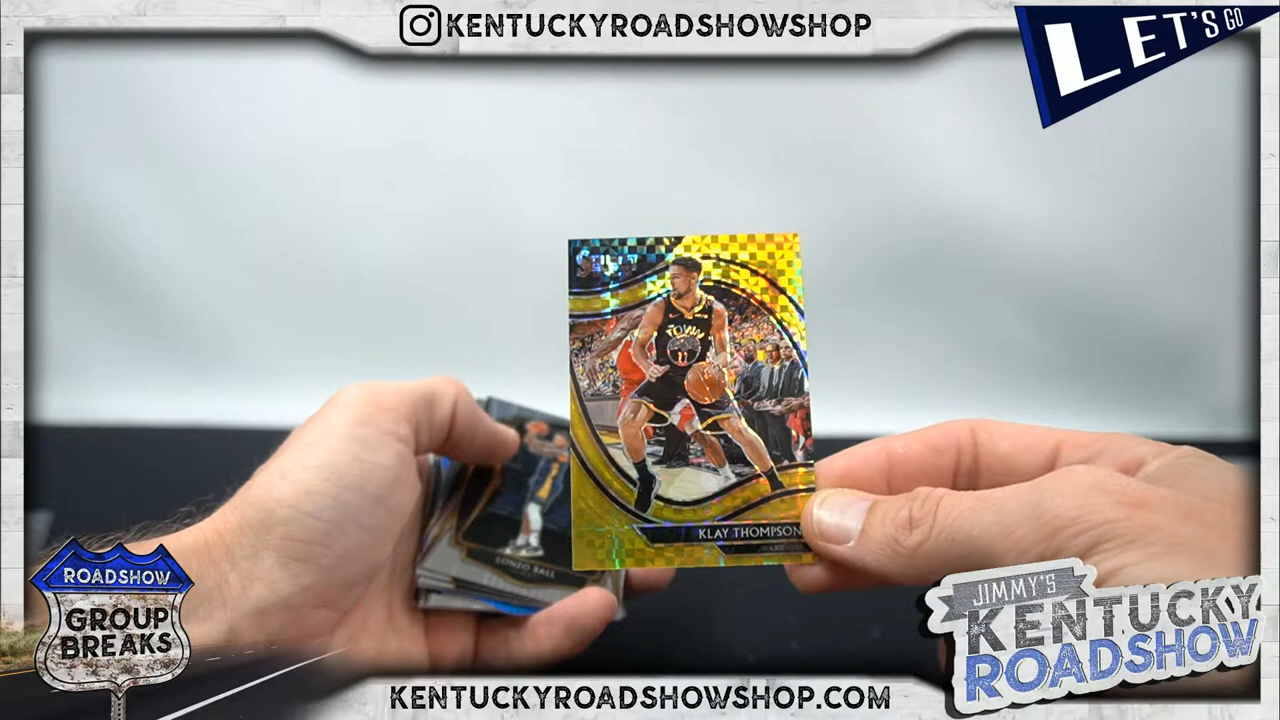 KENTUCKYROADSHOWSHOP
LET'S GO
TOWN
11
KLAY THOMPSON
LONZO BALL
ROADSHOW
GROUP
BREAKS
JIMMY'S
KENTUCKY
ROADSHOW
KENTUCKYROADSHOWSHOP.COM